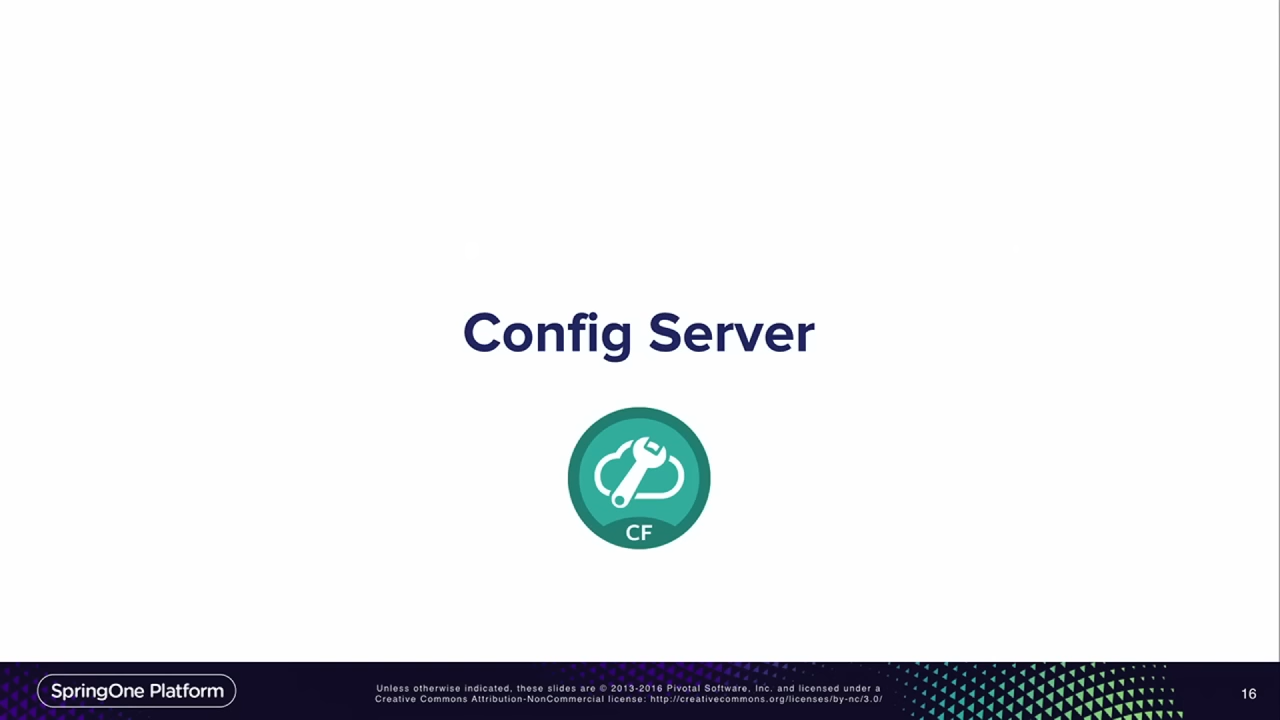 Config Server
CF
SpringOne Platform
Unless otherwise indicated, these slides are © 2013-2016 Pivotal Software, Inc. and licensed under a
Creative Commons Attribution-NonCommercial license: http://creativecommons.org/licenses/by-nc/3.0/
16